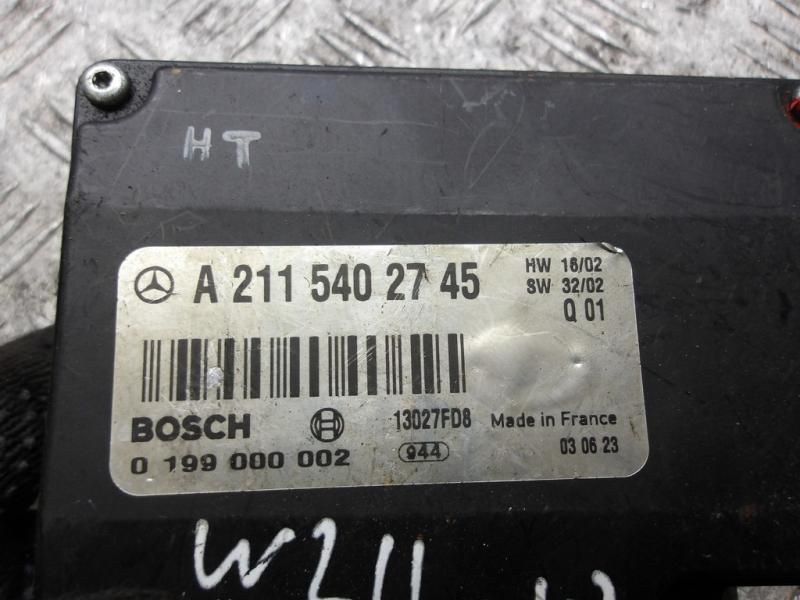 HT
A 211 540 27 45
HW 16/02
SW 32/02
Q 01
BOSCH
13027FD8
Made in France
0 199 000 002
944
03 06 23
W211